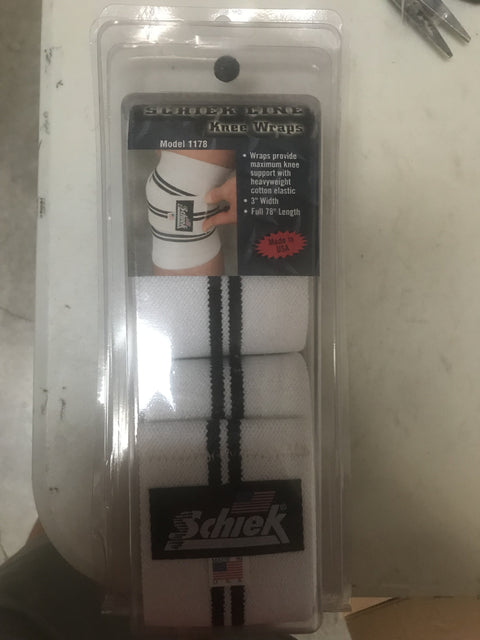 SCHIEK LINE
Knee Wraps
Model 1178
• Wraps provide
maximum knee
support with
heavyweight
cotton elastic
• 3" Width
• Full 78" Length
Schiek
Made in
USA
Schiek®